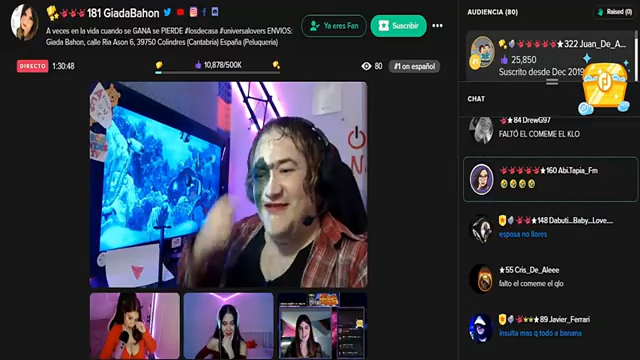 181 GiadaBahon
A veces en la vida cuando se GANA se PIERDE #losdecasa #universalovers ENVIOS:
Giada Bahon, calle Ria Ason 6, 39750 Colindres (Cantabria) España (Peluqueria)
Ya eres Fan
Suscribir
DIRECTO
1:30:48
10,878/500K
80
#1 on español
AUDIENCIA (80)
Raised (0)
322 Juan_De_A...
25,850
Suscrito desde Dec 2019
CHAT
84 DrewG97
FALTÓ EL COMEME EL KLO
160 Abi.Tapia_Fm
148 Dabuti...Baby...Love....
esposa no llores
55 Cris_De_Aleee
falto el comeme el qlo
89 Javier_Ferrari
insulta mas q todo a banana